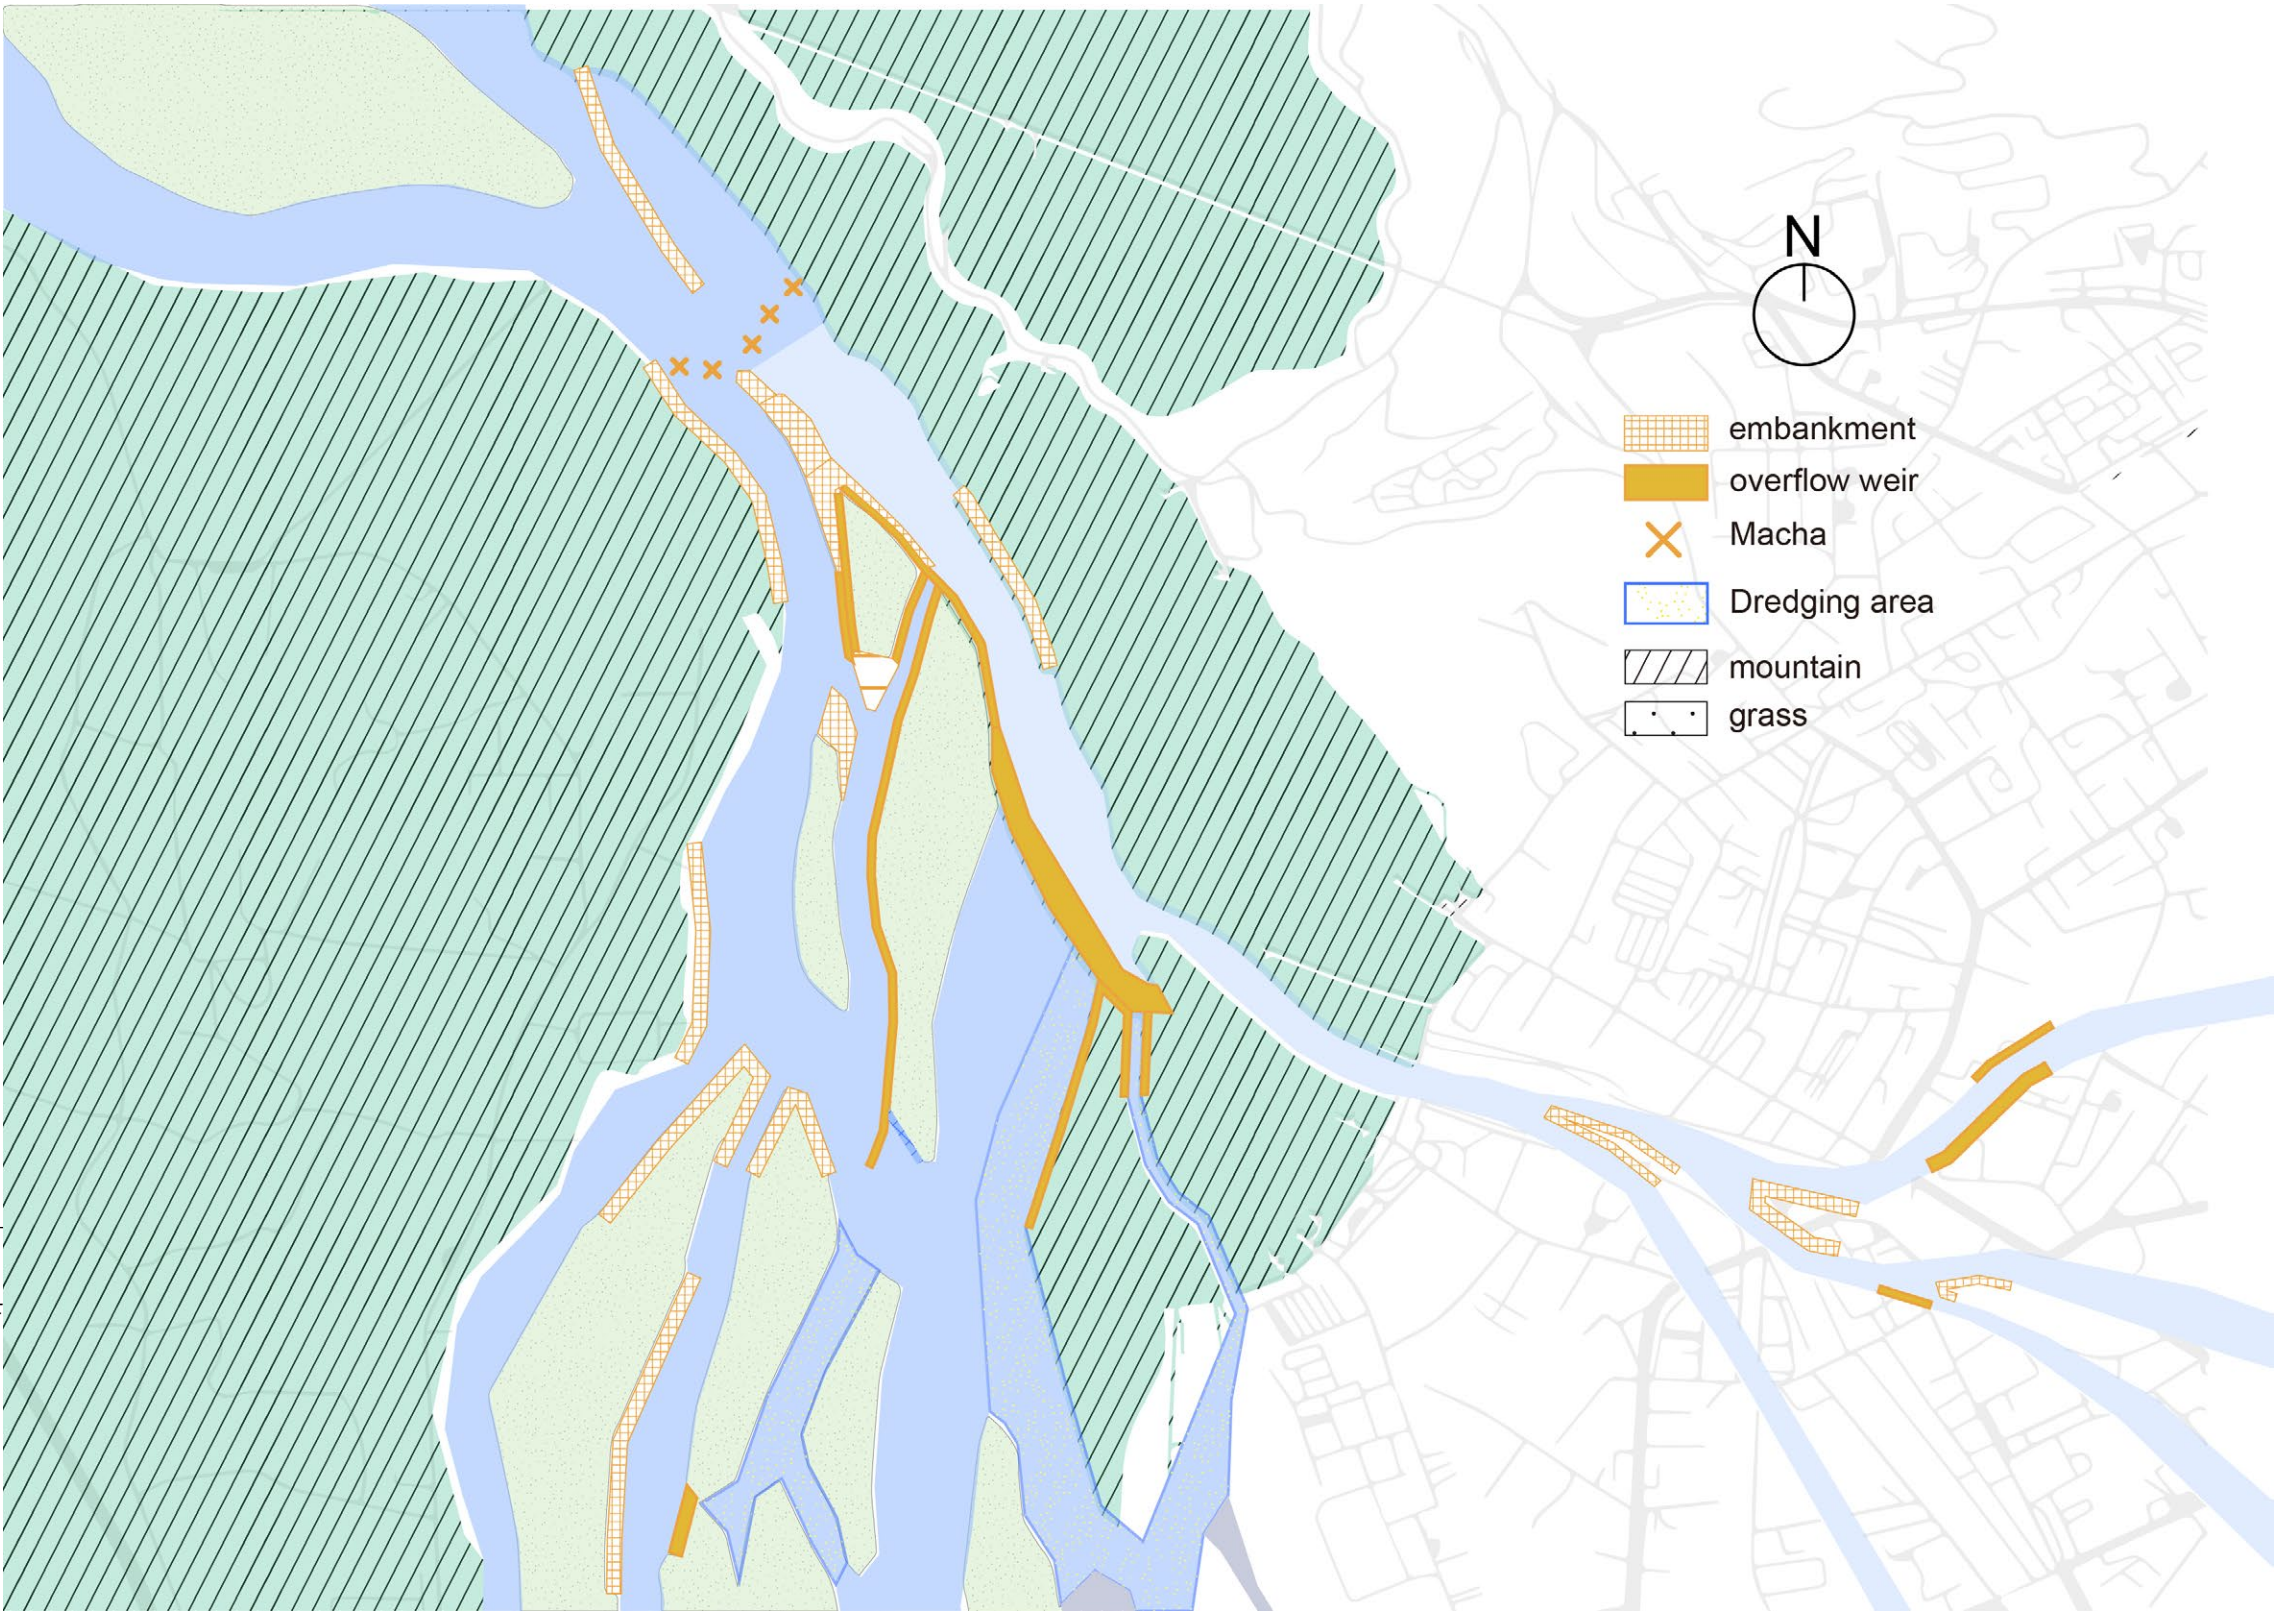 N
embankment
overflow weir
Macha
Dredging area
mountain
grass